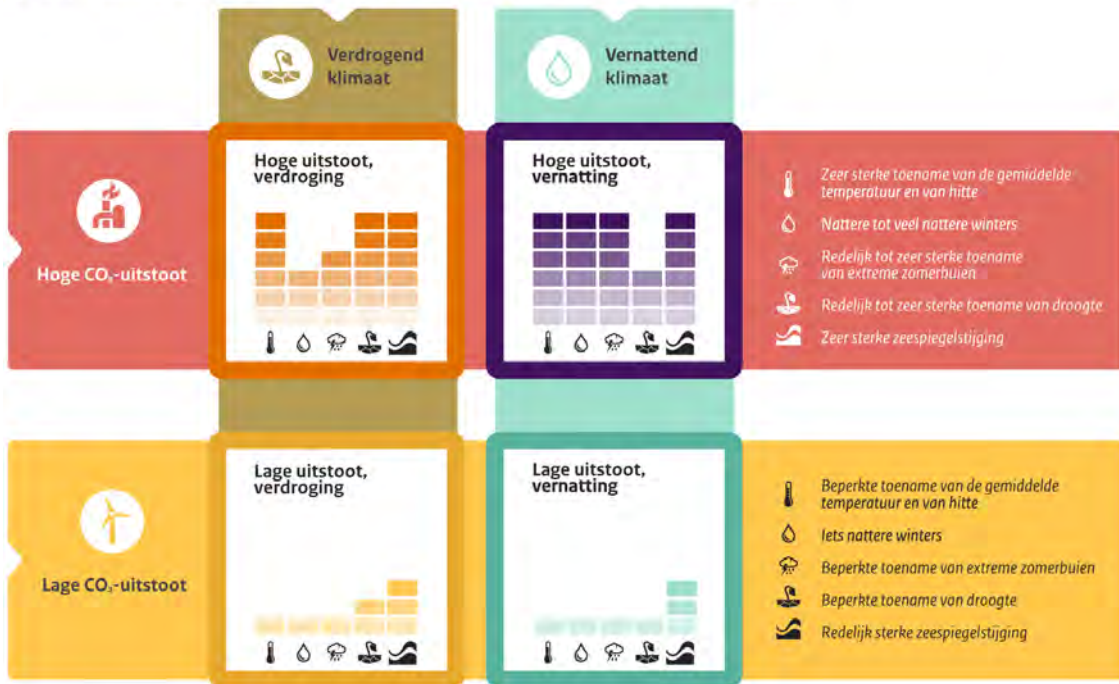 Verdrogend
klimaat
Vernattend
klimaat
Hoge CO₂-uitstoot
Hoge uitstoot,
verdroging
Hoge uitstoot,
vernatting
Zeer sterke toename van de gemiddelde
temperatuur en van hitte
Nattere tot veel nattere winters
Redelijk tot zeer sterke toename
van extreme zomerbuien
Redelijk tot zeer sterke toename van droogte
Zeer sterke zeespiegelstijging
Lage CO₂-uitstoot
Lage uitstoot,
verdroging
Lage uitstoot,
vernatting
Beperkte toename van de gemiddelde
temperatuur en van hitte
Iets nattere winters
Beperkte toename van extreme zomerbuien
Beperkte toename van droogte
Redelijk sterke zeespiegelstijging